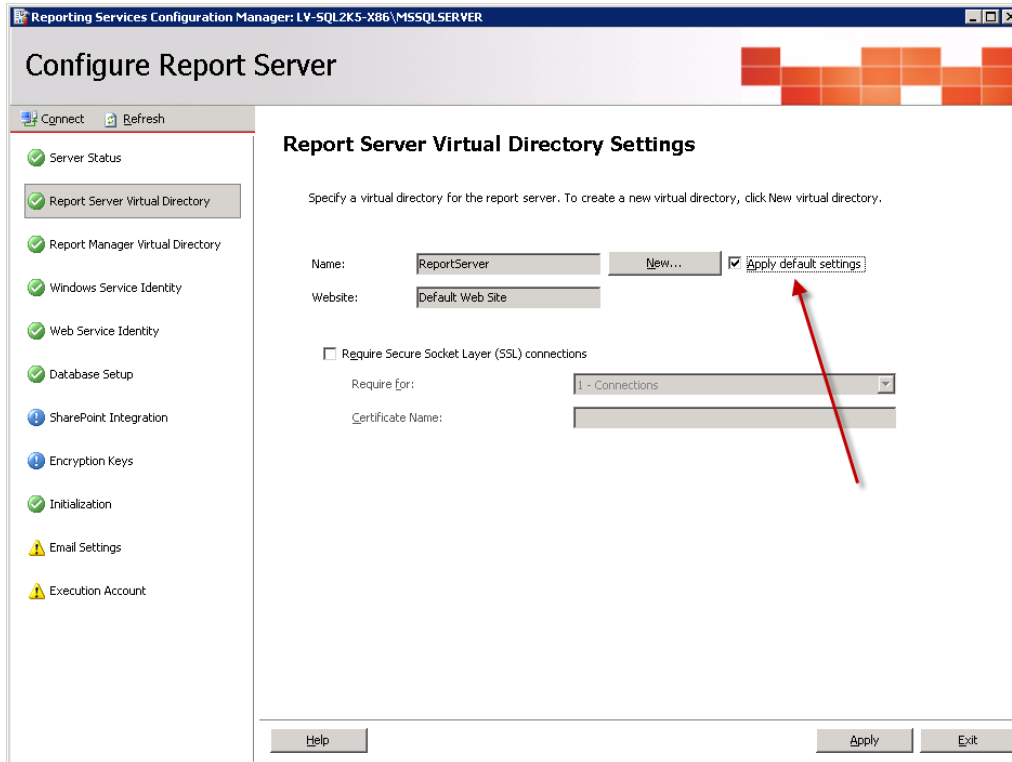 Reporting Services Configuration Manager: LV-SQL2K5-X86\MSSQLSERVER
Configure Report Server
Connect Refresh
Server Status
Report Server Virtual Directory
Report Manager Virtual Directory
Windows Service Identity
Web Service Identity
Database Setup
SharePoint Integration
Encryption Keys
Initialization
Email Settings
Execution Account
Report Server Virtual Directory Settings
Specify a virtual directory for the report server. To create a new virtual directory, click New virtual directory.
Name: ReportServer New... Apply default settings
Website: Default Web Site
Require Secure Socket Layer (SSL) connections
Require for: 1 - Connections
Certificate Name:
Help Apply Exit